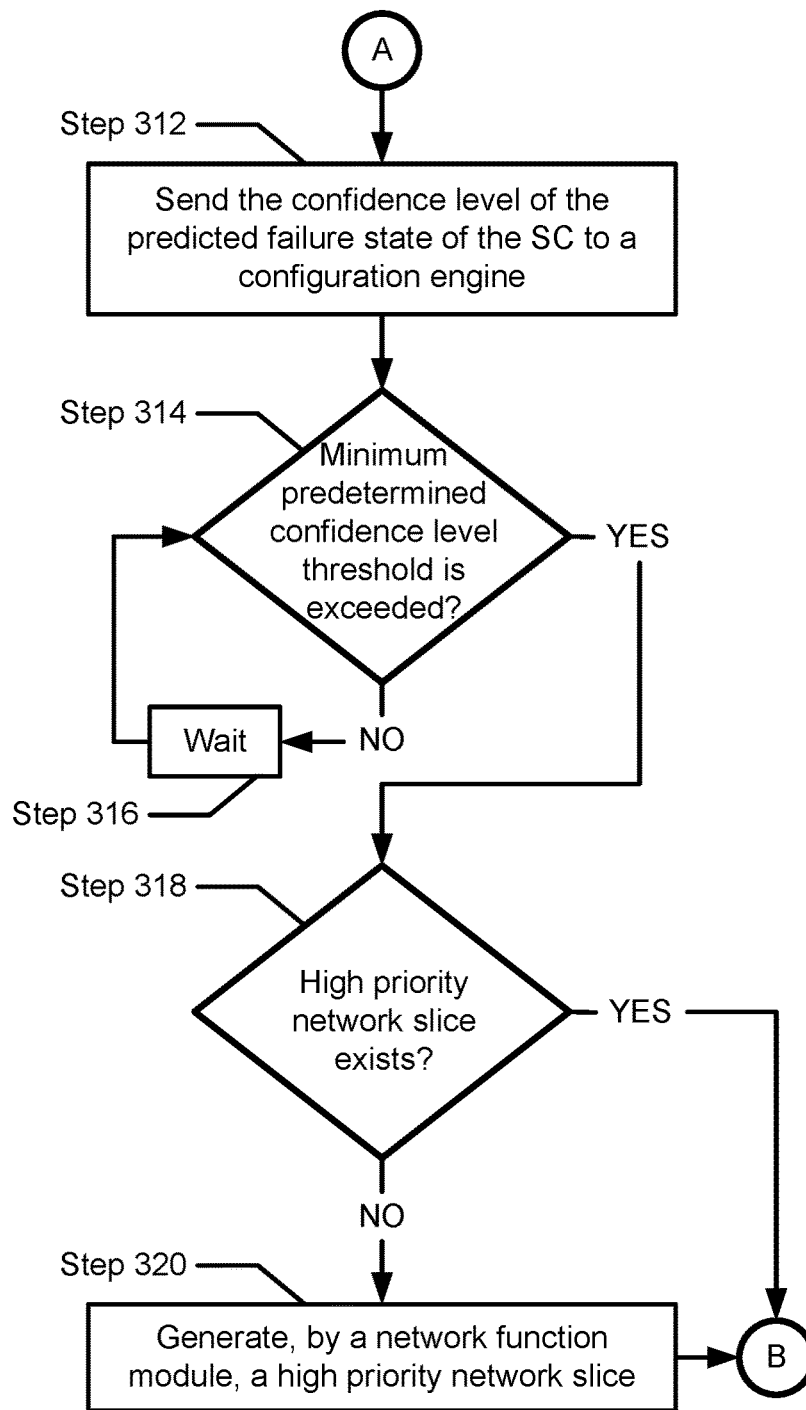 A
Step 312
Send the confidence level of the
predicted failure state of the SC to a
configuration engine
Step 314
Minimum
predetermined
confidence level
threshold is
exceeded?
YES
Wait
NO
Step 316
Step 318
High priority
network slice
exists?
YES
NO
Step 320
Generate, by a network function
module, a high priority network slice
B